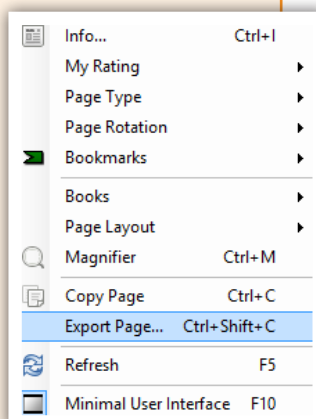 Info... Ctrl+I
My Rating
Page Type
Page Rotation
Bookmarks
Books
Page Layout
Magnifier Ctrl+M
Copy Page Ctrl+C
Export Page... Ctrl+Shift+C
Refresh F5
Minimal User Interface F10